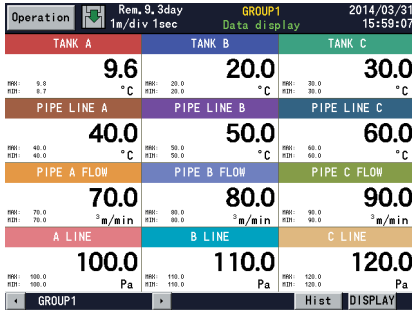 Operation Rem.9.3day GROUP1 2014/03/31
1m/div 1sec Data display 15:59:07
TANK A TANK B TANK C
9.6 20.0 30.0
MAX: 9.8 MAX: 20.0 MAX: 30.0
MIN: 8.7 °C MIN: 20.0 °C MIN: 30.0 °C
PIPE LINE A PIPE LINE B PIPE LINE C
40.0 50.0 60.0
MAX: 40.0 MAX: 50.0 MAX: 60.0
MIN: 40.0 °C MIN: 50.0 °C MIN: 60.0 °C
PIPE A FLOW PIPE B FLOW PIPE C FLOW
70.0 80.0 90.0
MAX: 70.0 MAX: 80.0 MAX: 90.0
MIN: 70.0 ³m/min MIN: 80.0 ³m/min MIN: 90.0 ³m/min
A LINE B LINE C LINE
100.0 110.0 120.0
MAX: 100.0 MAX: 110.0 MAX: 120.0
MIN: 100.0 Pa MIN: 110.0 Pa MIN: 120.0 Pa
GROUP1 Hist DISPLAY